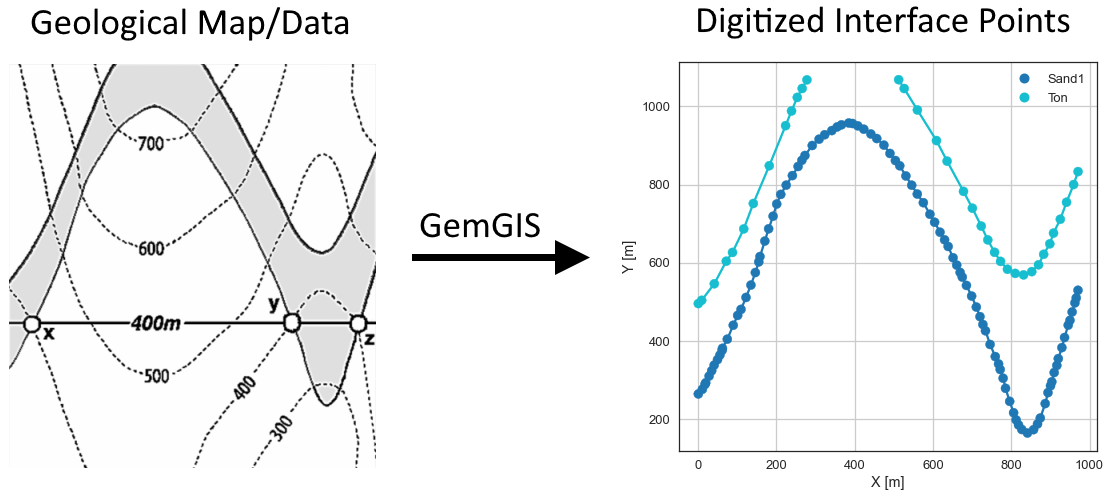 Geological Map/Data
Digitized Interface Points
700
600
y
400m
x
z
500
400
300
GemGIS
Sand1
Ton
1000
800
600
400
200
Y [m]
0
200
400
600
800
1000
X [m]